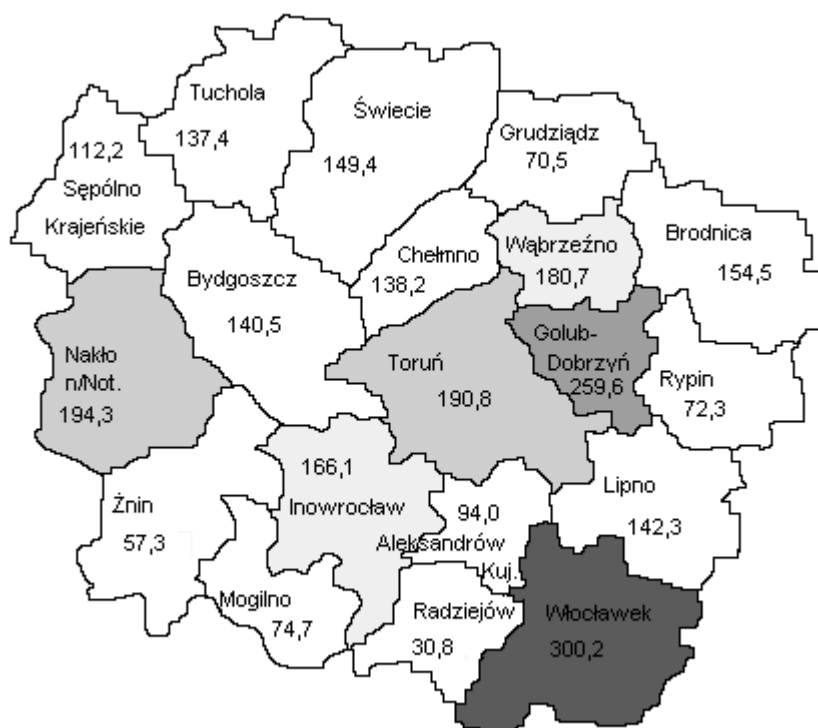 Tuchola
137,4
Świecie
149,4
Grudziądz
70,5
112,2
Sępólno
Krajeńskie
Bydgoszcz
140,5
Chełmno
138,2
Wąbrzeźno
180,7
Brodnica
154,5
Nakło
n/Not.
194,3
Toruń
190,8
Golub-
Dobrzyń
259,6
Rypin
72,3
Żnin
57,3
166,1
Inowrocław
94,0
Aleksandrów
Kuj.
Lipno
142,3
Mogilno
74,7
Radziejów
30,8
Włocławek
300,2